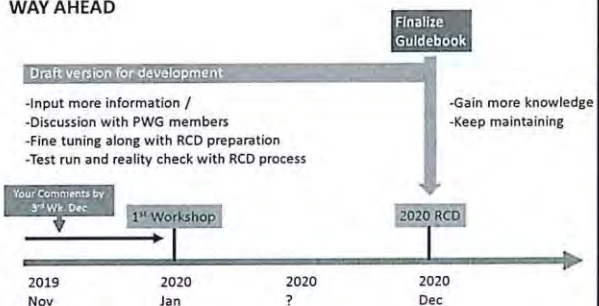 WAY AHEAD
Finalize
Guidebook
Draft version for development
-Input more information /
-Discussion with PWG members
-Fine tuning along with RCD preparation
-Test run and reality check with RCD process
-Gain more knowledge
-Keep maintaining
Your Comments by
3rd Wk. Dec
1st Workshop
2020 RCD
2019
Nov
2020
Jan
2020
?
2020
Dec